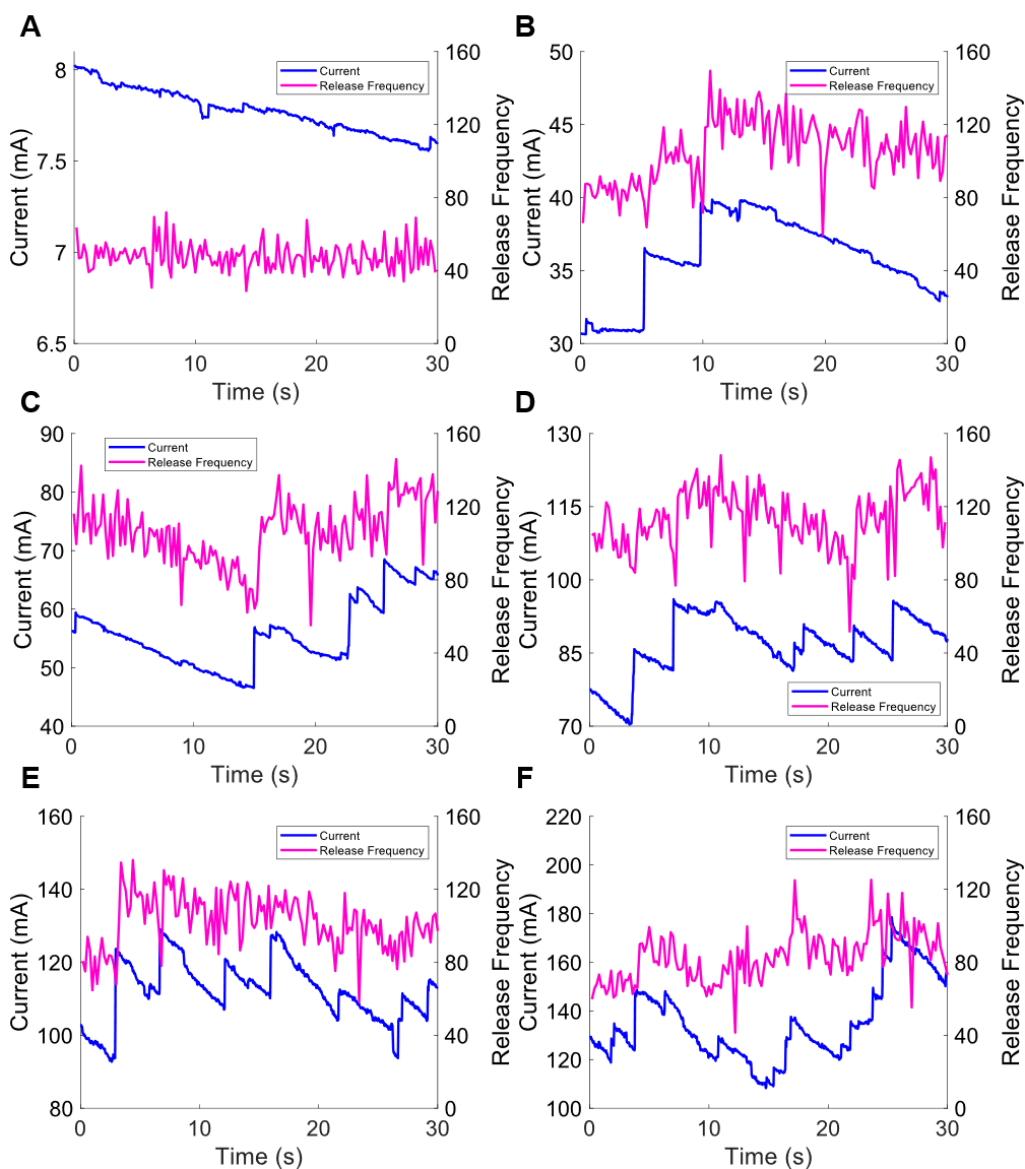 A
8
7.5
7
6.5
Current (mA)
160
120
80
40
0
Release Frequency
Current
Release Frequency
0
10
20
30
Time (s)
B
50
45
40
35
30
Current (mA)
160
120
80
40
0
Release Frequency
Current
Release Frequency
0
10
20
30
Time (s)
C
90
80
70
60
50
40
Current (mA)
160
120
80
40
0
Release Frequency
Current
Release Frequency
0
10
20
30
Time (s)
D
130
115
100
85
70
Current (mA)
160
120
80
40
0
Release Frequency
Current
Release Frequency
0
10
20
30
Time (s)
E
160
140
120
100
80
Current (mA)
160
120
80
40
0
Release Frequency
Current
Release Frequency
0
10
20
30
Time (s)
F
220
200
180
160
140
120
100
Current (mA)
160
120
80
40
0
Release Frequency
Current
Release Frequency
0
10
20
30
Time (s)